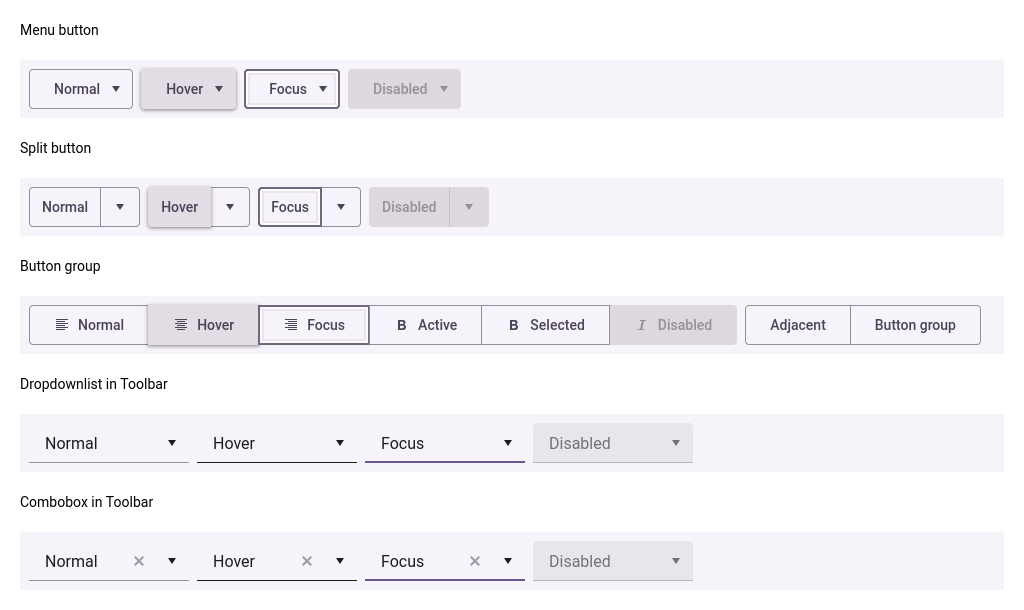 Menu button
Normal Hover Focus Disabled
Split button
Normal Hover Focus Disabled
Button group
Normal Hover Focus B Active B Selected I Disabled Adjacent Button group
Dropdownlist in Toolbar
Normal Hover Focus Disabled
Combobox in Toolbar
Normal Hover Focus Disabled